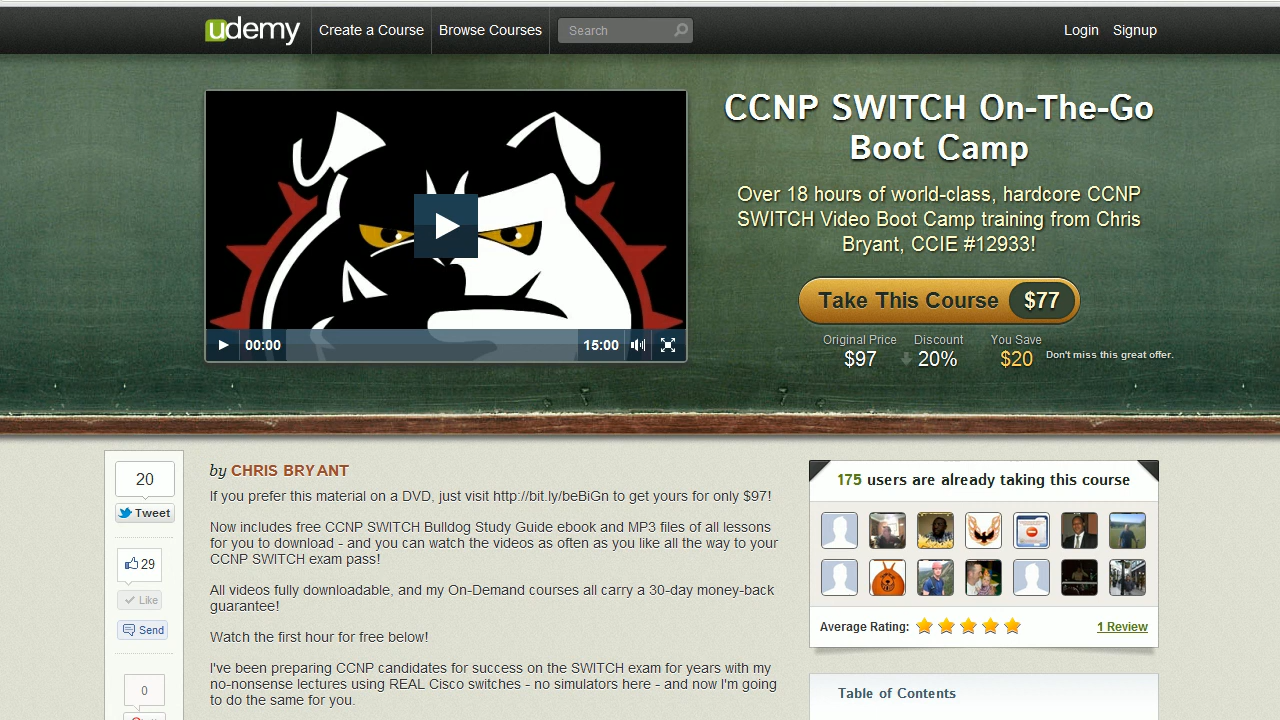 udemy
Create a Course
Browse Courses
Search
Login
Signup
CCNP SWITCH On-The-Go
Boot Camp
Over 18 hours of world-class, hardcore CCNP
SWITCH Video Boot Camp training from Chris
Bryant, CCIE #12933!
Take This Course $77
Original Price Discount You Save
$97 20% $20 Don't miss this great offer.
00:00 15:00
20
Tweet
29
Like
Send
0
by CHRIS BRYANT
If you prefer this material on a DVD, just visit http://bit.ly/beBiGn to get yours for only $97!
Now includes free CCNP SWITCH Bulldog Study Guide ebook and MP3 files of all lessons
for you to download - and you can watch the videos as often as you like all the way to your
CCNP SWITCH exam pass!
All videos fully downloadable, and my On-Demand courses all carry a 30-day money-back
guarantee!
Watch the first hour for free below!
I've been preparing CCNP candidates for success on the SWITCH exam for years with my
no-nonsense lectures using REAL Cisco switches - no simulators here - and now I'm going
to do the same for you.
175 users are already taking this course
Average Rating: 1 Review
Table of Contents